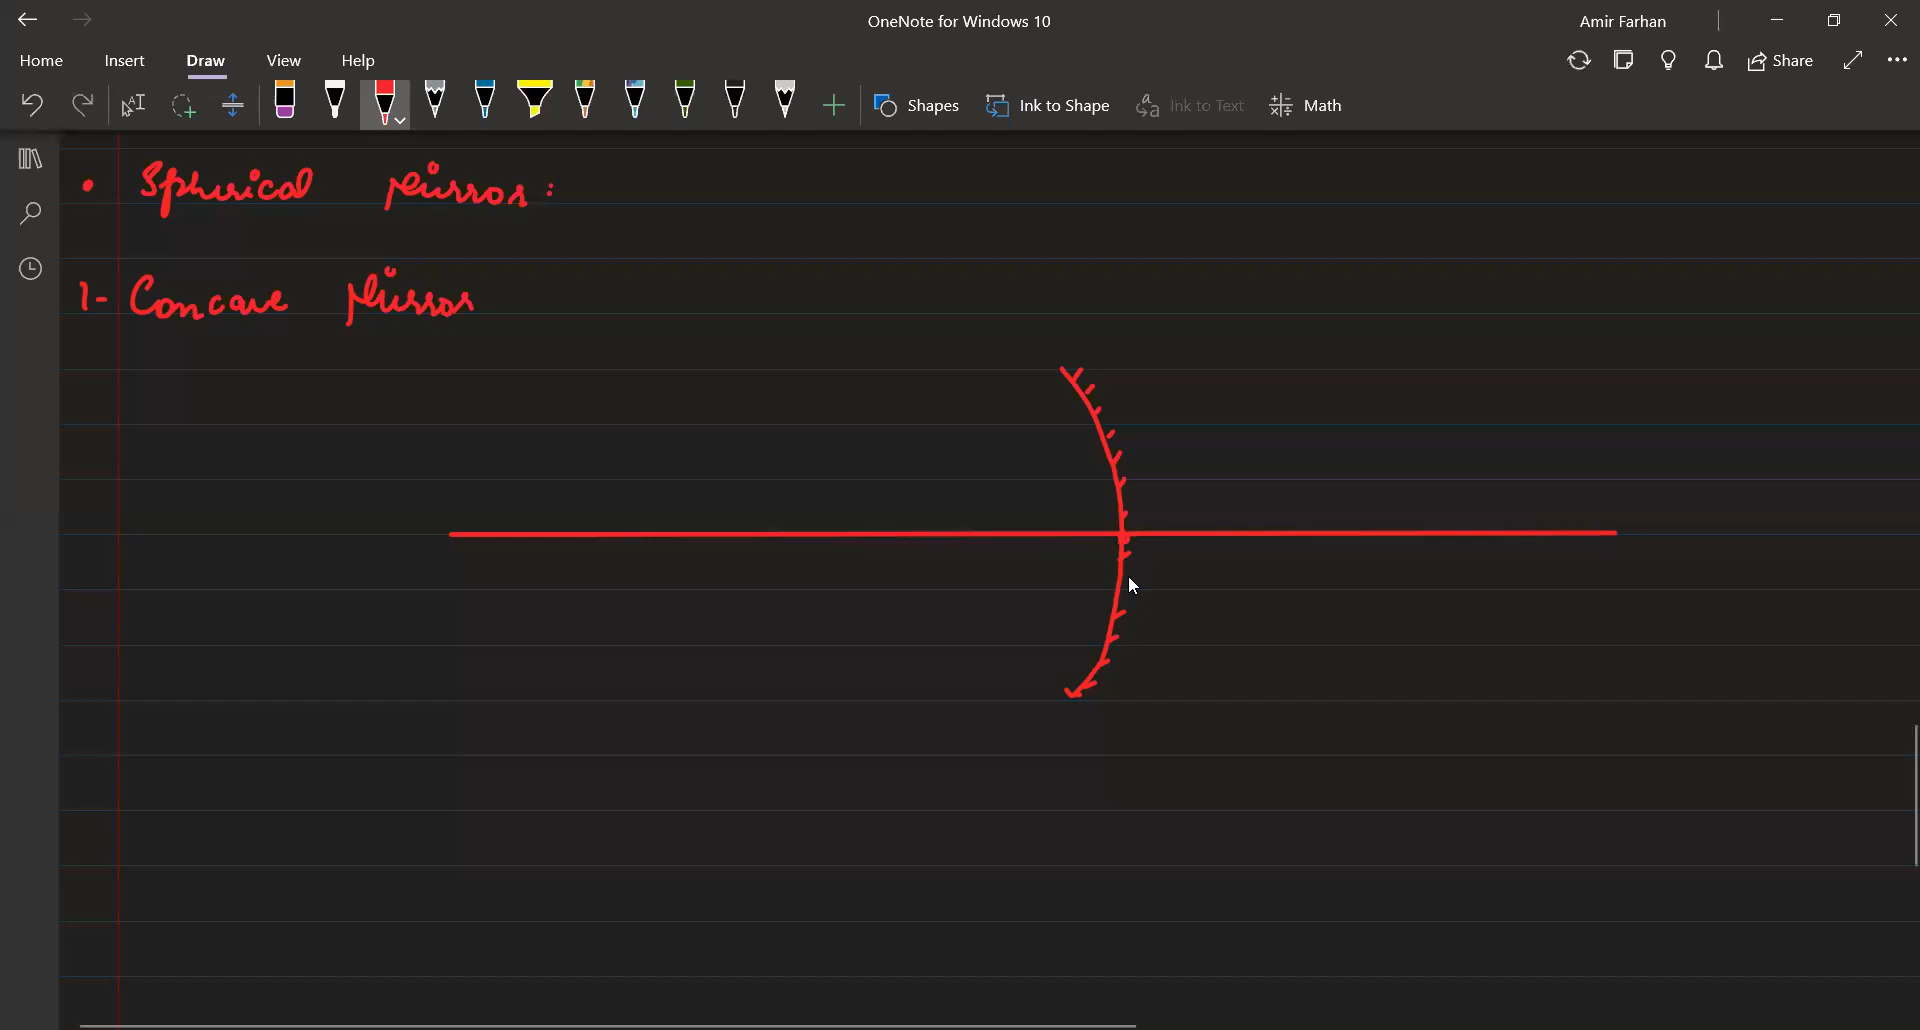 OneNote for Windows 10
Amir Farhan
Home Insert Draw View Help
Share
Shapes Ink to Shape Ink to Text Math
• Spherical Mirror:
1- Concave Mirror